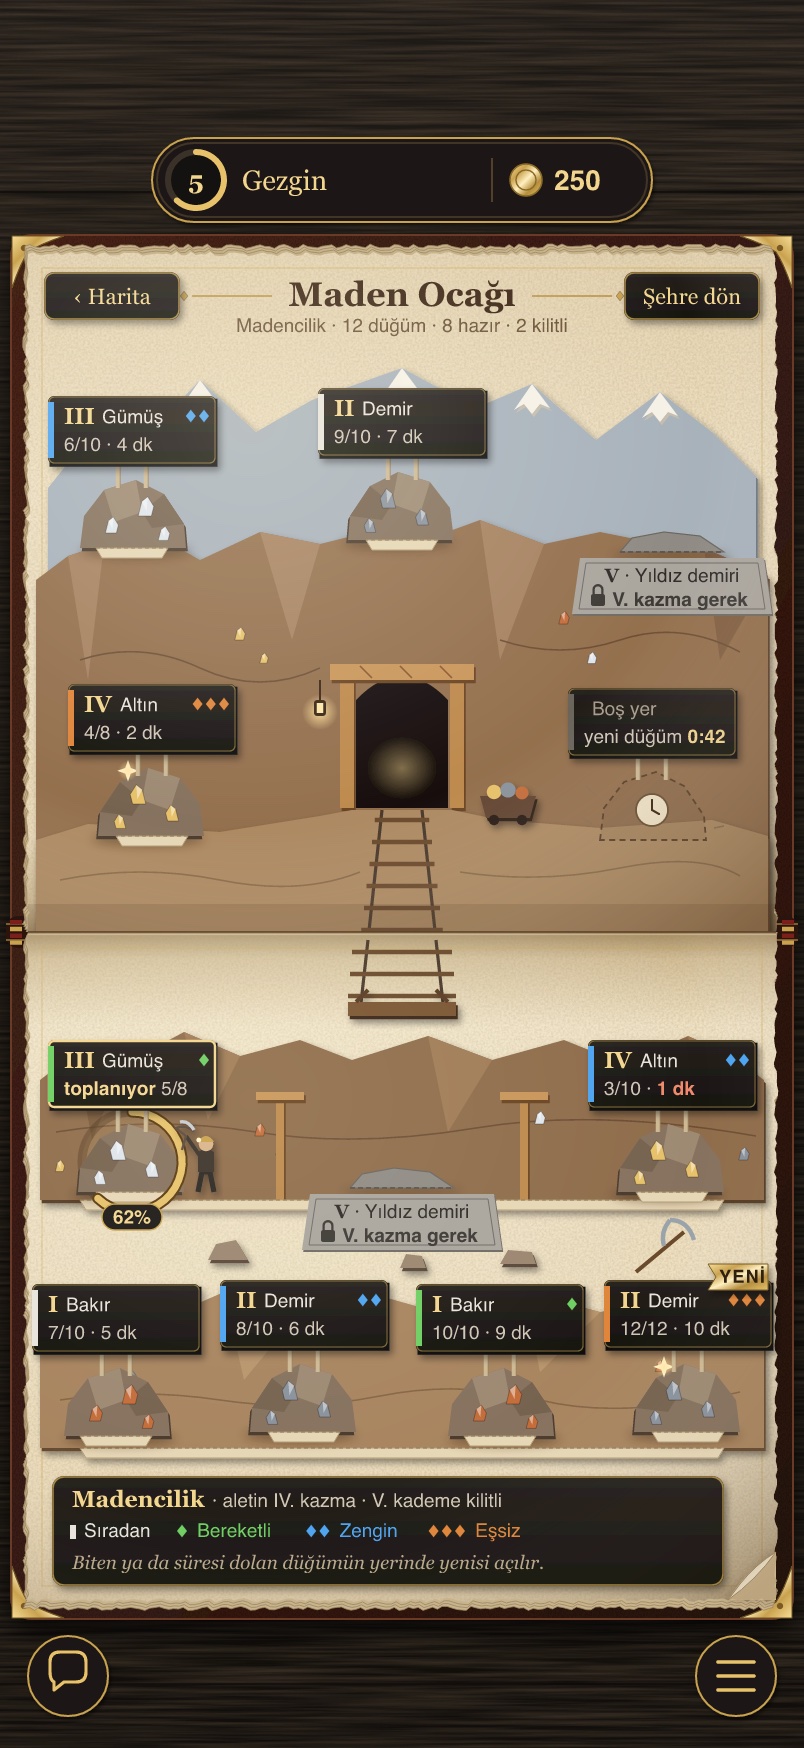 5 Gezgin 250
‹ Harita
Maden Ocağı
Şehre dön
Madencilik · 12 düğüm · 8 hazır · 2 kilitli
III Gümüş
6/10 · 4 dk
II Demir
9/10 · 7 dk
V · Yıldız demiri
V. kazma gerek
IV Altın
4/8 · 2 dk
Boş yer
yeni düğüm 0:42
III Gümüş
toplanıyor 5/8
62%
IV Altın
3/10 · 1 dk
V · Yıldız demiri
V. kazma gerek
I Bakır
7/10 · 5 dk
II Demir
8/10 · 6 dk
I Bakır
10/10 · 9 dk
YENİ
II Demir
12/12 · 10 dk
Madencilik · aletin IV. kazma · V. kademe kilitli
Sıradan Bereketli Zengin Eşsiz
Biten ya da süresi dolan düğümün yerinde yenisi açılır.